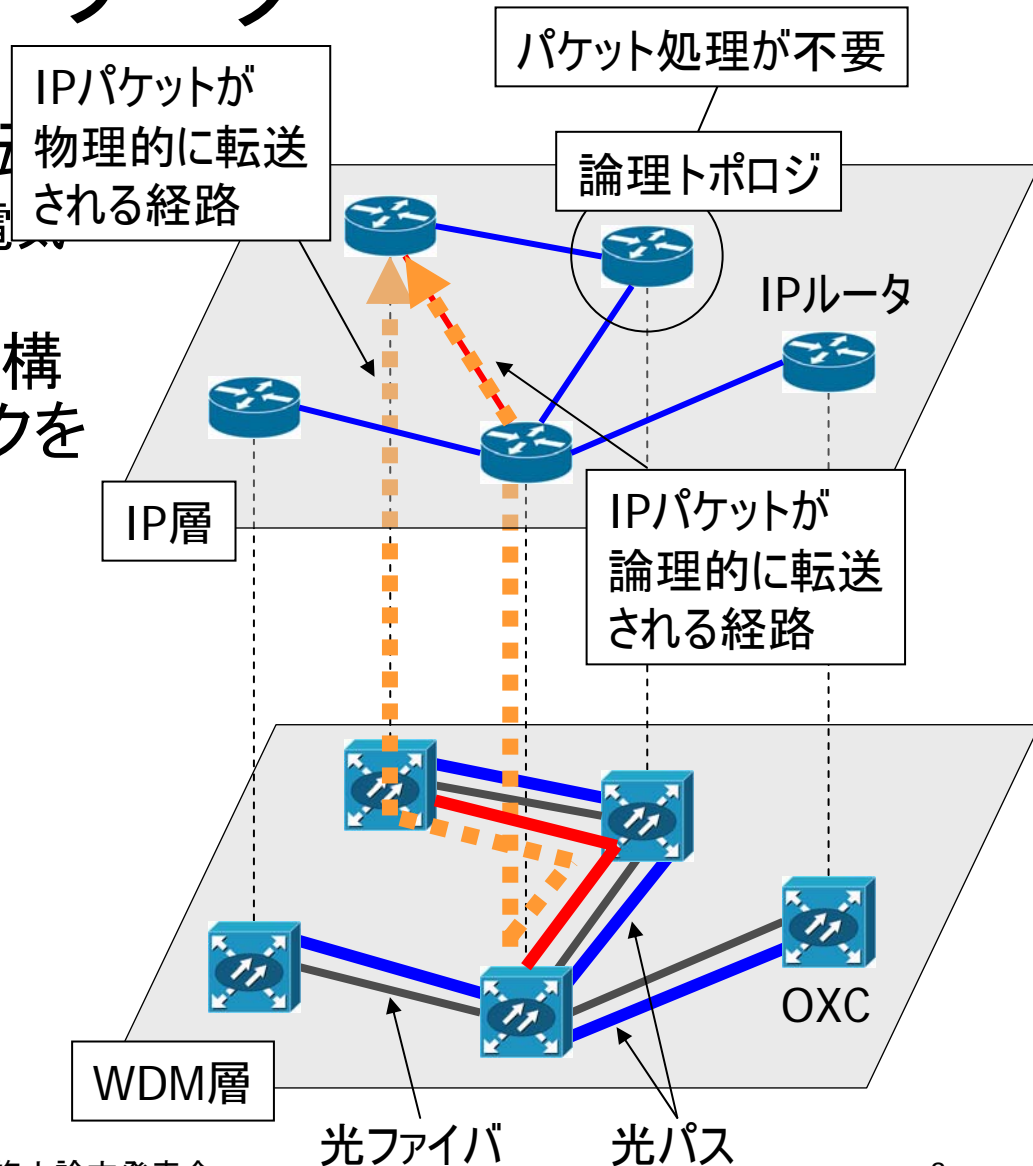 パケット処理が不要
IPパケットが
物理的に転送
される経路
論理トポロジ
電気
IPルータ
構
クを
IP層
IPパケットが
論理的に転送
される経路
OXC
WDM層
光ファイバ
光パス